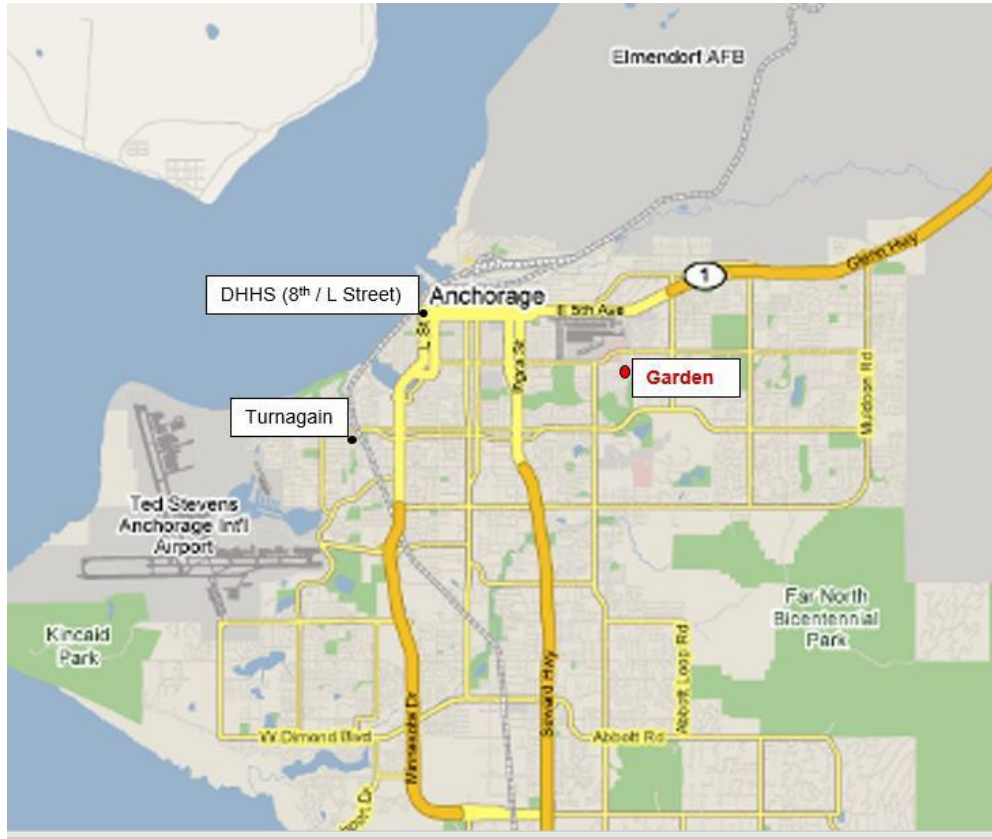 Elmendorf AFB
Glenn Hwy
1
DHHS (8th / L Street)
Anchorage
E 5th Ave
L St
Ingra St
Garden
Muldoon Rd
Turnagain
Ted Stevens
Anchorage Int'l
Airport
Far North
Bicentennial
Park
Kincaid
Park
Abbott Loop Rd
Seward Hwy
Minnesota Dr
W Dimond Blvd
Abbott Rd